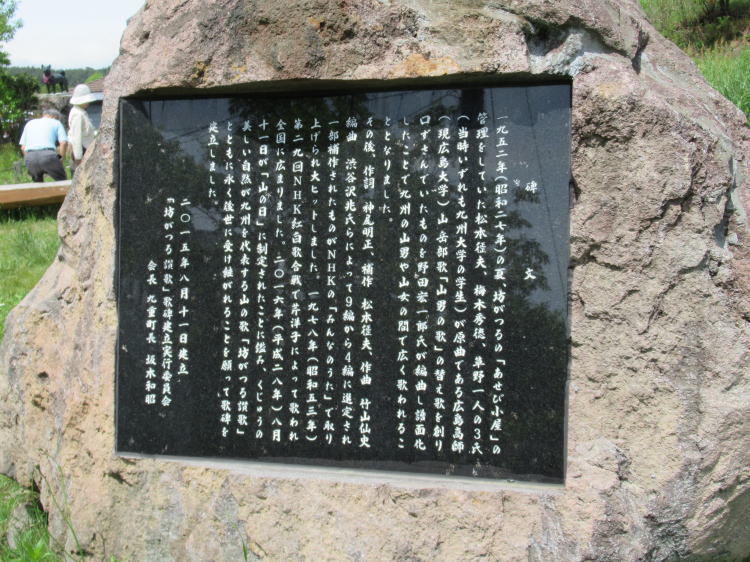 碑文
一九五二年(昭和二七年)の夏、坊がつるの「あせび小屋」の
管理をしていた松本徰夫、梅木秀徳、草野一人の3氏
(当時いずれも九州大学の学生)が原曲である広島高師
(現広島大学)山岳部歌「山男の歌」の替え歌を創り
口ずさんでいたものを野田宏一郎氏が編曲し譜面化
したことで九州の山男や山女の間で広く歌われるこ
ととなりました。
その後、作詞 神尾明正、補作 松本徰夫、作曲 竹山仙史
編曲 渋谷沢兆氏らによって9編から4編に選定され
一部補作されたものがNHKの「みんなのうた」で取り
上げられ大ヒットしました。一九七八年(昭和五三年)
第二九回NHK紅白歌合戦で芹洋子によって歌われ
全国に広がりました。二〇一六年(平成二八年)八月
十一日が「山の日」に制定されたことに鑑み、くじゅうの
美しい自然が九州を代表する山の歌「坊がつる讃歌」
とともに永く後世に受け継がれることを願って歌碑を
建立しました。
二〇一五年八月十一日建立
「坊がつる讃歌」歌碑建立実行委員会
会長 九重町長 坂本和昭